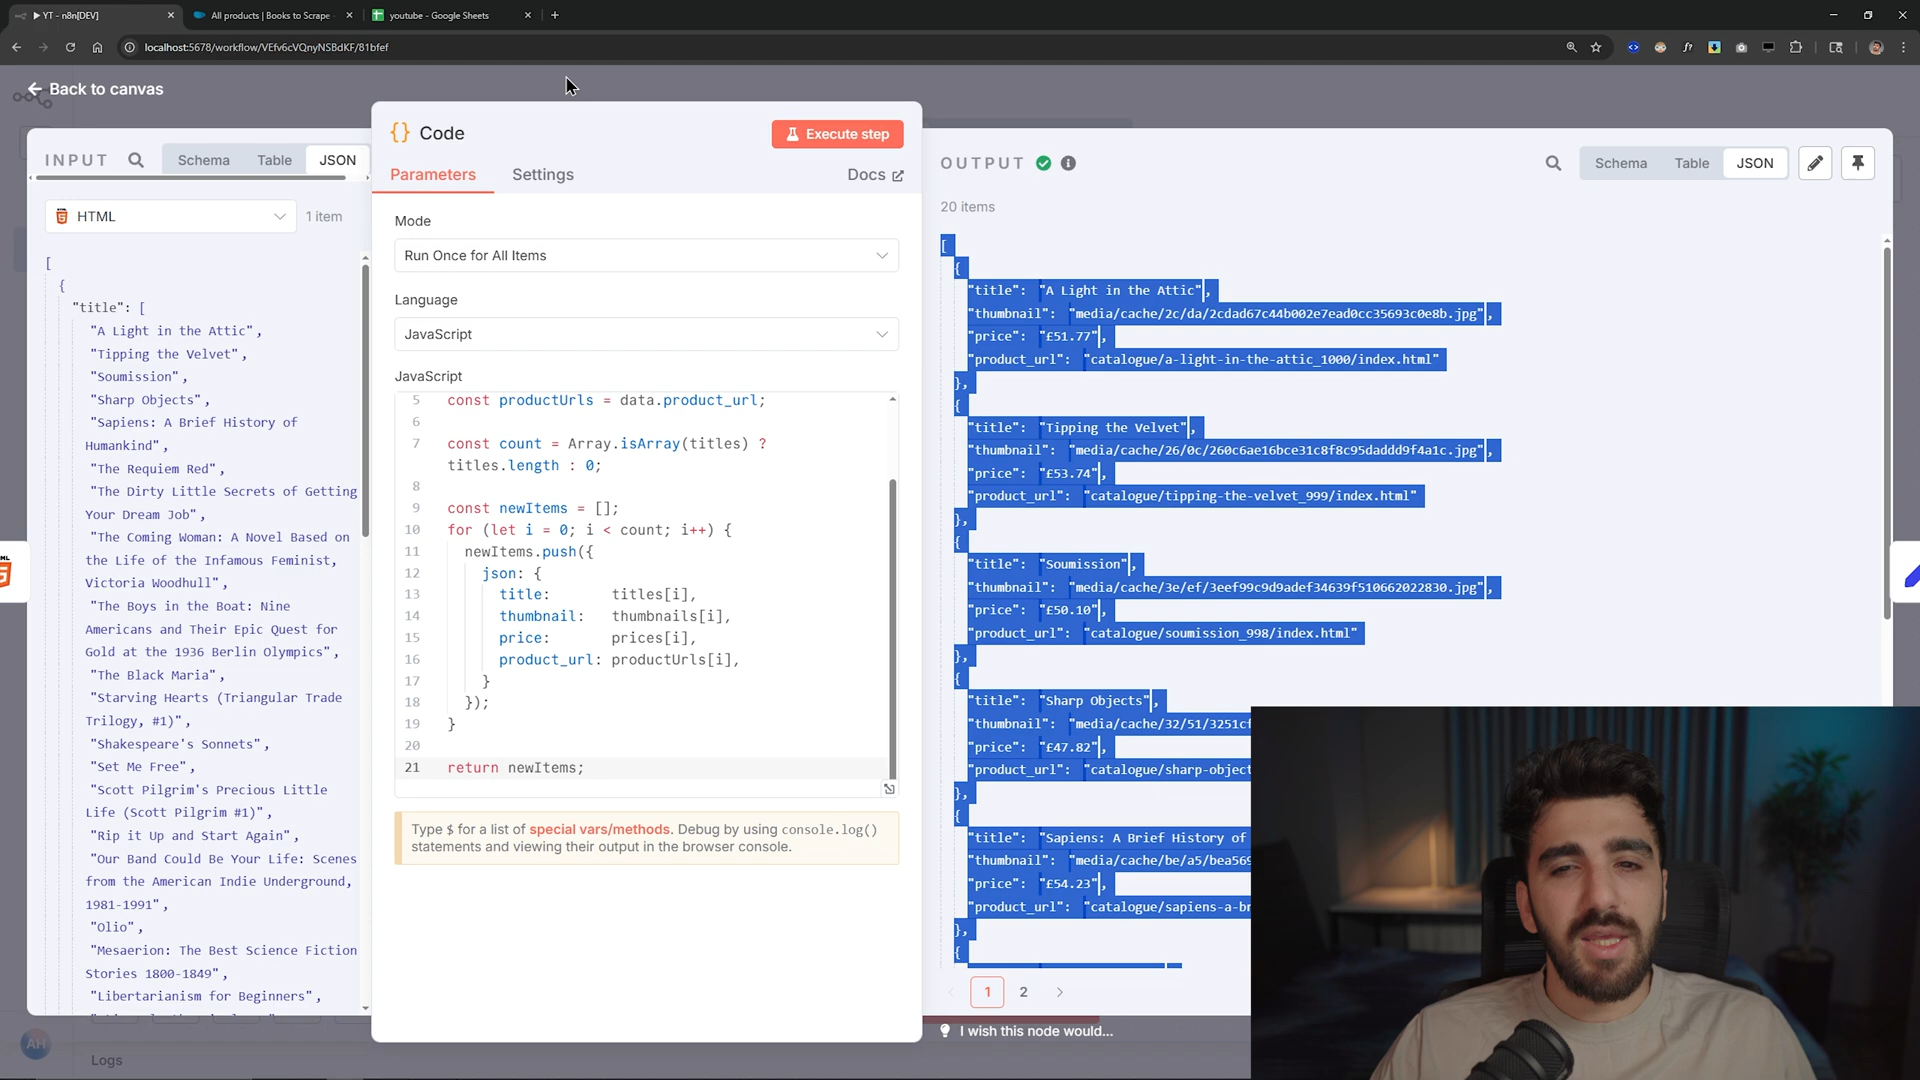 YT - n8n[DEV]
All products | Books to Scrape
youtube - Google Sheets
localhost:5678/workflow/VEfv6cVQnyNSBdKF/81bfef
Back to canvas
INPUT
Schema
Table
JSON
HTML
1 item
[
{
"title": [
"A Light in the Attic",
"Tipping the Velvet",
"Soumission",
"Sharp Objects",
"Sapiens: A Brief History of
Humankind",
"The Requiem Red",
"The Dirty Little Secrets of Getting
Your Dream Job",
"The Coming Woman: A Novel Based on
the Life of the Infamous Feminist,
Victoria Woodhull",
"The Boys in the Boat: Nine
Americans and Their Epic Quest for
Gold at the 1936 Berlin Olympics",
"The Black Maria",
"Starving Hearts (Triangular Trade
Trilogy, #1)",
"Shakespeare's Sonnets",
"Set Me Free",
"Scott Pilgrim's Precious Little
Life (Scott Pilgrim #1)",
"Rip it Up and Start Again",
"Our Band Could Be Your Life: Scenes
from the American Indie Underground,
1981-1991",
"Olio",
"Mesaerion: The Best Science Fiction
Stories 1800-1849",
"Libertarianism for Beginners",
AH
Logs
{} Code
Execute step
Parameters
Settings
Docs
Mode
Run Once for All Items
Language
JavaScript
JavaScript
5 const productUrls = data.product_url;
6
7 const count = Array.isArray(titles) ?
titles.length : 0;
8
9 const newItems = [];
10 for (let i = 0; i < count; i++) {
11 newItems.push({
12 json: {
13 title: titles[i],
14 thumbnail: thumbnails[i],
15 price: prices[i],
16 product_url: productUrls[i],
17 }
18 });
19 }
20
21 return newItems;
Type $ for a list of special vars/methods. Debug by using console.log()
statements and viewing their output in the browser console.
OUTPUT
Schema
Table
JSON
20 items
[
{
"title": "A Light in the Attic",
"thumbnail": "media/cache/2c/da/2cdad67c44b002e7ead0cc35693c0e8b.jpg",
"price": "£51.77",
"product_url": "catalogue/a-light-in-the-attic_1000/index.html"
},
{
"title": "Tipping the Velvet",
"thumbnail": "media/cache/26/0c/260c6ae16bce31c8f8c95daddd9f4a1c.jpg",
"price": "£53.74",
"product_url": "catalogue/tipping-the-velvet_999/index.html"
},
{
"title": "Soumission",
"thumbnail": "media/cache/3e/ef/3eef99c9d9adef34639f510662022830.jpg",
"price": "£50.10",
"product_url": "catalogue/soumission_998/index.html"
},
{
"title": "Sharp Objects",
"thumbnail": "media/cache/32/51/3251cf
"price": "£47.82",
"product_url": "catalogue/sharp-object
},
{
"title": "Sapiens: A Brief History of
"thumbnail": "media/cache/be/a5/bea569
"price": "£54.23",
"product_url": "catalogue/sapiens-a-br
},
{
1
2
I wish this node would...